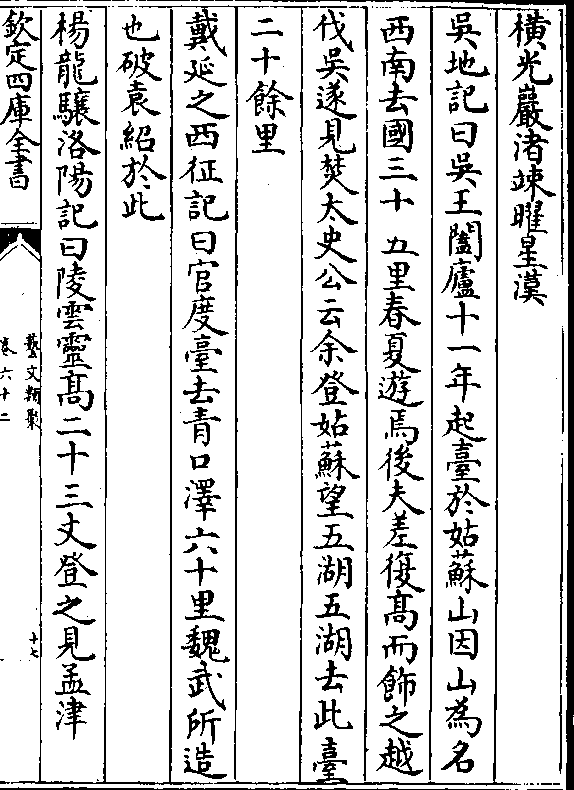 橫光巖渚竦曜星漠
吳地記曰吳王闔廬十一年起臺於姑蘇山因山為名
西南去國三十五里春夏遊焉後夫差復髙而飾之越
伐吳遂見焚太史公云余登姑蘇望五湖五湖去此臺
二十餘里
戴延之西征記曰官度臺去青口澤六十里魏武所造
也破袁紹於此
楊龍驤洛陽記曰陵雲臺髙二十三丈登之見孟津
欽定四庫全書
藝文類聚
卷六十二
十七